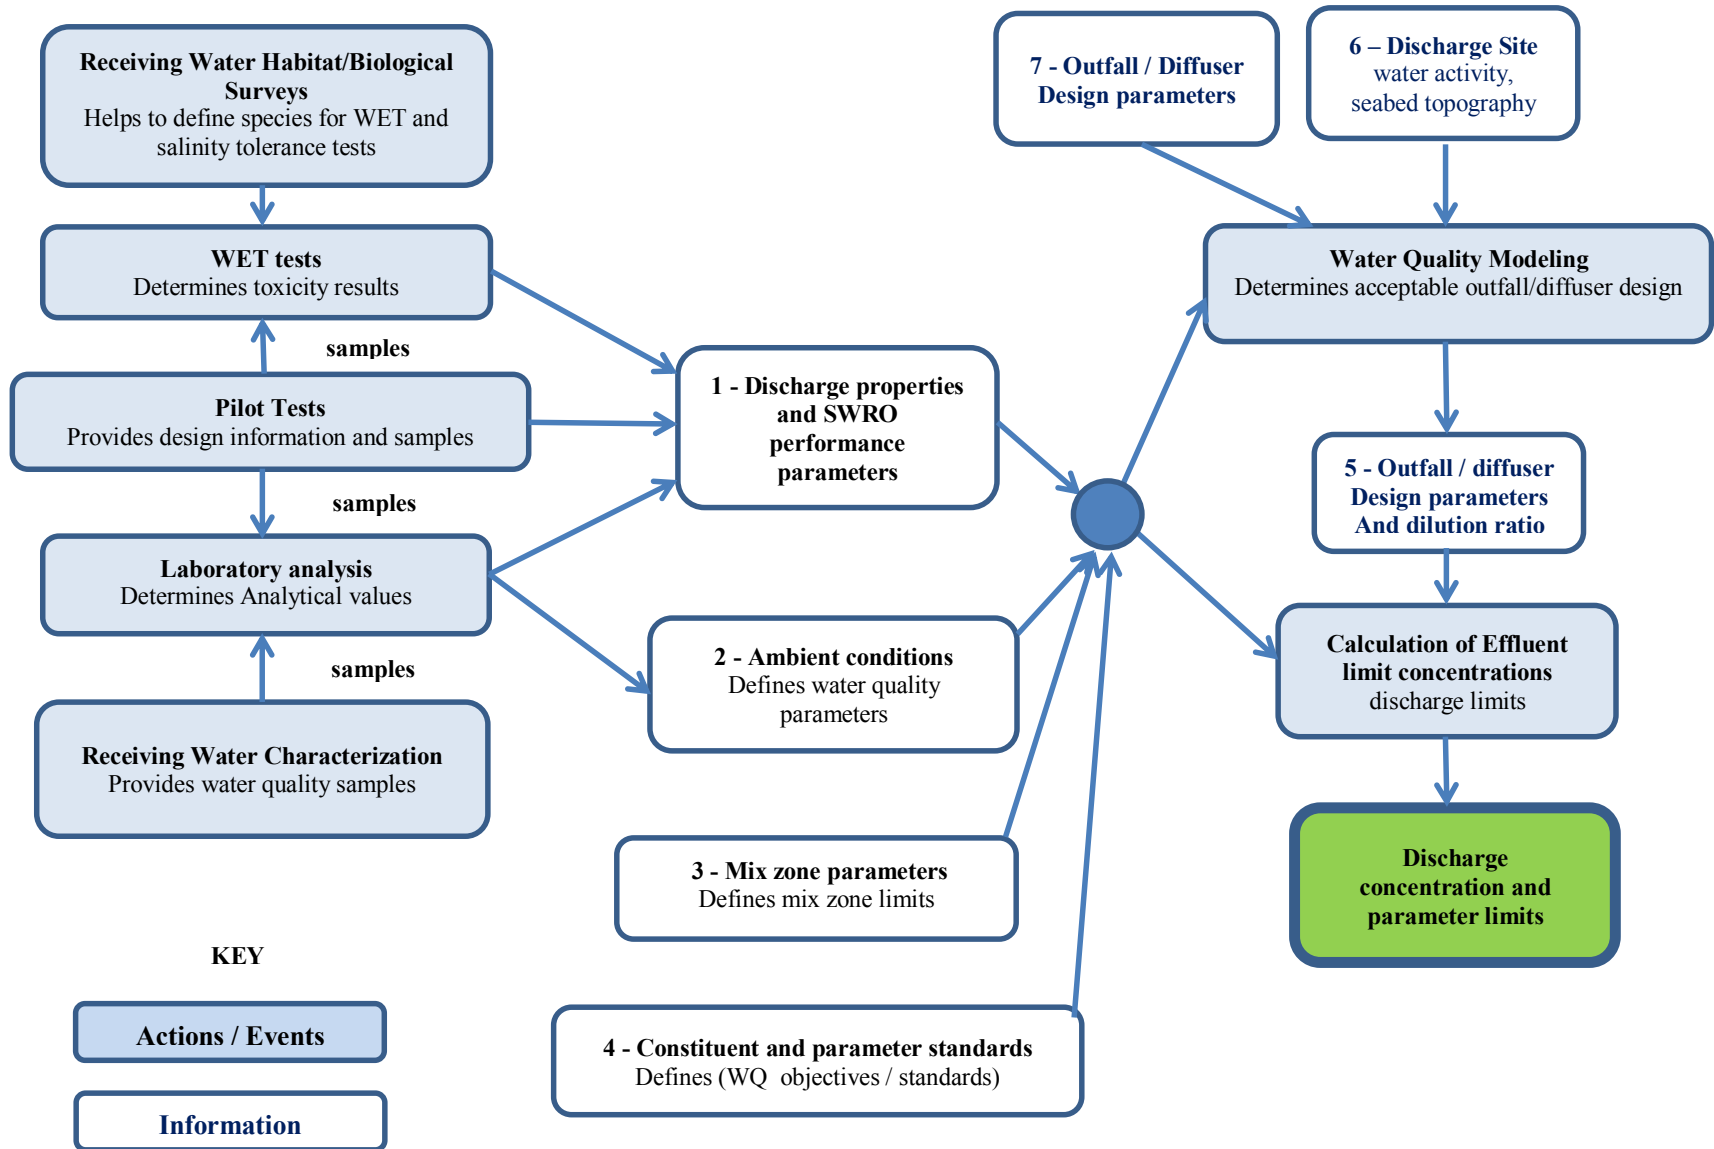 Receiving Water Habitat/Biological
Surveys
Helps to define species for WET and
salinity tolerance tests
WET tests
Determines toxicity results
samples
Pilot Tests
Provides design information and samples
samples
Laboratory analysis
Determines Analytical values
samples
Receiving Water Characterization
Provides water quality samples
KEY
Actions / Events
Information
1 - Discharge properties
and SWRO
performance
parameters
2 - Ambient conditions
Defines water quality
parameters
3 - Mix zone parameters
Defines mix zone limits
4 - Constituent and parameter standards
Defines (WQ objectives / standards)
7 - Outfall / Diffuser
Design parameters
6 – Discharge Site
water activity,
seabed topography
Water Quality Modeling
Determines acceptable outfall/diffuser design
5 - Outfall / diffuser
Design parameters
And dilution ratio
Calculation of Effluent
limit concentrations
discharge limits
Discharge
concentration and
parameter limits